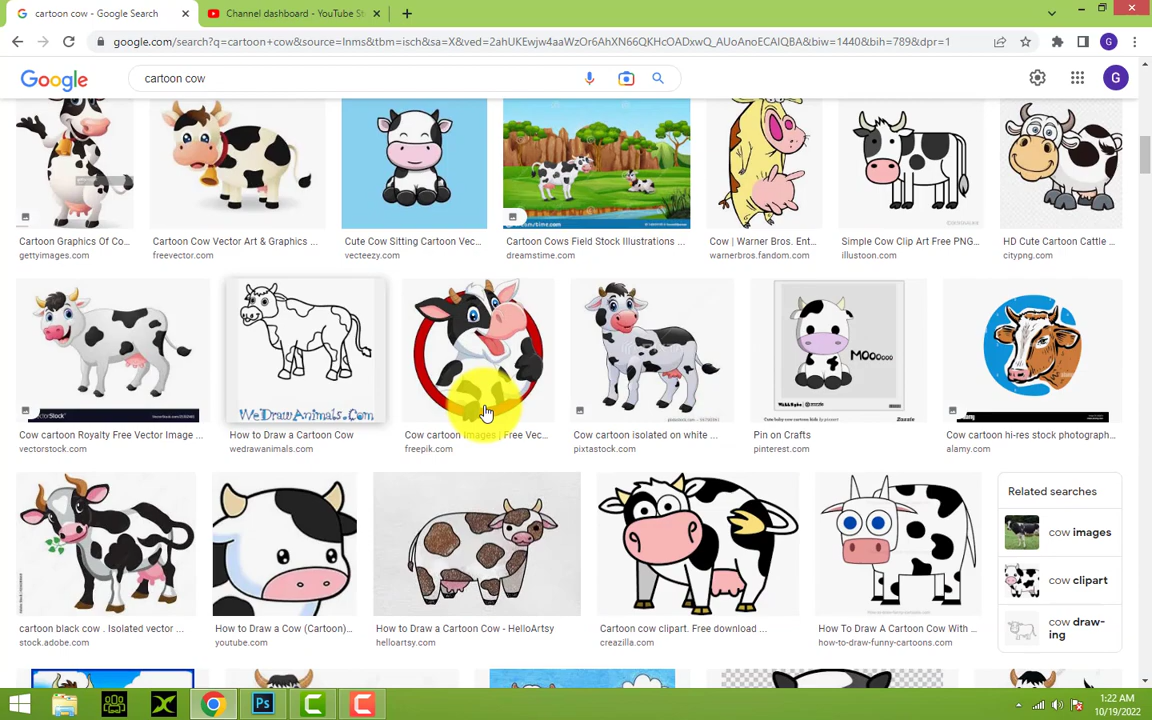 cartoon cow - Google Search
Channel dashboard - YouTube St
google.com/search?q=cartoon+cow&source=lnms&tbm=isch&sa=X&ved=2ahUKEwjw4aaWzOr6AhXN66QKHcOADxwQ_AUoAnoECAIQBA&biw=1440&bih=789&dpr=1
G
Google
cartoon cow
G
dreamstime.com
Cartoon Graphics Of Co...
gettyimages.com
Cartoon Cow Vector Art & Graphics ...
freevector.com
Cute Cow Sitting Cartoon Vec...
vecteezy.com
Cartoon Cows Field Stock Illustrations ...
dreamstime.com
Cow | Warner Bros. Ent...
warnerbros.fandom.com
Simple Cow Clip Art Free PNG...
illustoon.com
HD Cute Cartoon Cattle ...
citypng.com
VectorStock
WeDrawAnimals.Com
MOOoooo
Zazzle
alamy
Cow cartoon Royalty Free Vector Image ...
vectorstock.com
How to Draw a Cartoon Cow
wedrawanimals.com
Cow cartoon Images | Free Vec...
freepik.com
Cow cartoon isolated on white ...
pixtastock.com
Pin on Crafts
pinterest.com
Cow cartoon hi-res stock photograph...
alamy.com
Related searches
cow images
cow clipart
cow draw-
ing
cartoon black cow . Isolated vector ...
stock.adobe.com
How to Draw a Cow (Cartoon)...
youtube.com
How to Draw a Cartoon Cow - HelloArtsy
helloartsy.com
Cartoon cow clipart. Free download ...
creazilla.com
How To Draw A Cartoon Cow With ...
how-to-draw-funny-cartoons.com
Ps
1:22 AM
10/19/2022